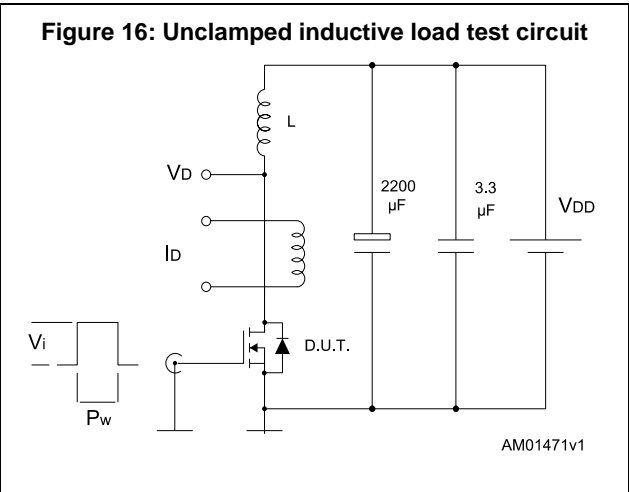 Figure 16: Unclamped inductive load test circuit
L
VD
2200
µF
3.3
µF
VDD
ID
Vi
D.U.T.
Pw
AM01471v1